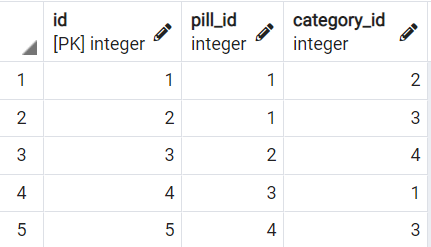 id pill_id category_id
[PK] integer integer integer
1 1 1 2
2 2 1 3
3 3 2 4
4 4 3 1
5 5 4 3